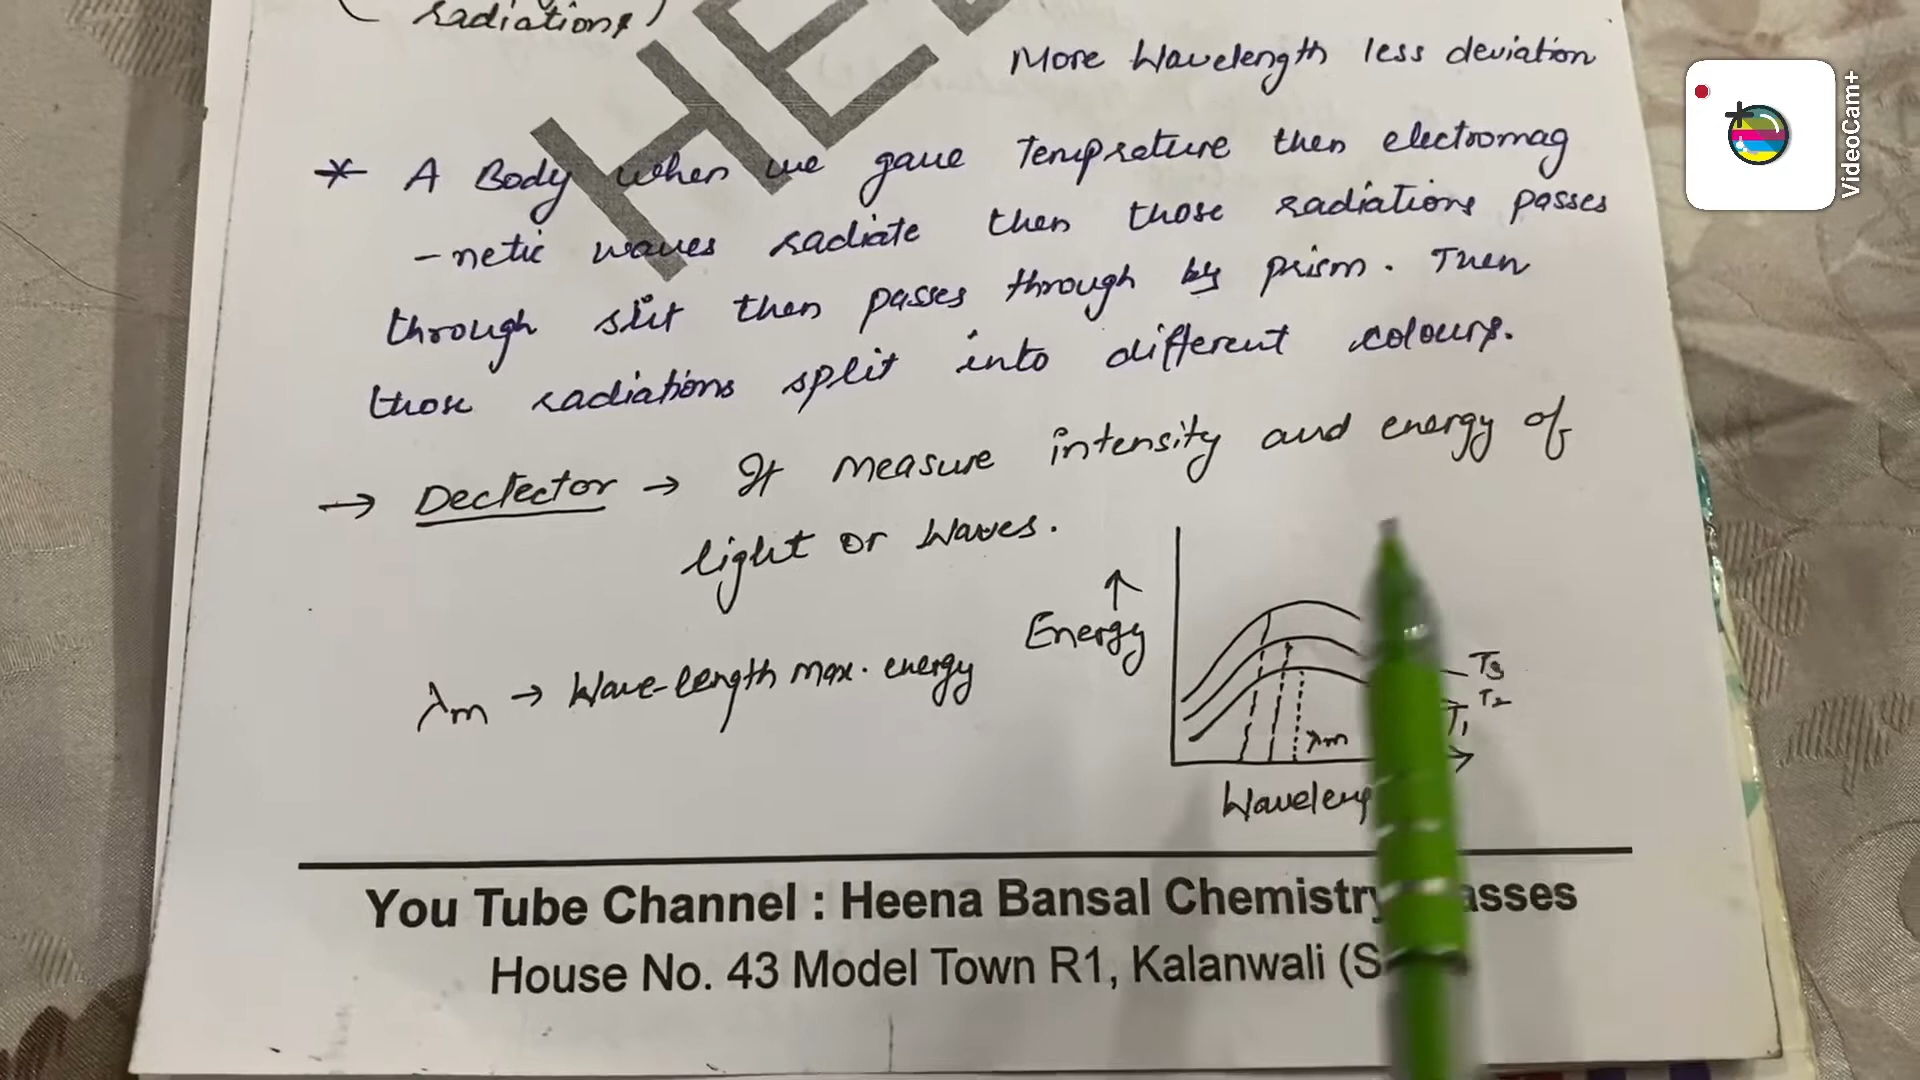 ( radiations)
HEE
More Wavelength less deviation
* A Body when we gave Temprature then electromag
-netic waves radiate then those radiations passes
through slit then passes through by prism. Then
those radiations split into different colours.
→ Dectector → It measure intensity and energy of
light or waves.
↑
Energy
λm → Wave-length max. energy
T3
T2
T1
λm
Waveleng
You Tube Channel : Heena Bansal Chemistry asses
House No. 43 Model Town R1, Kalanwali (S
VideoCam+